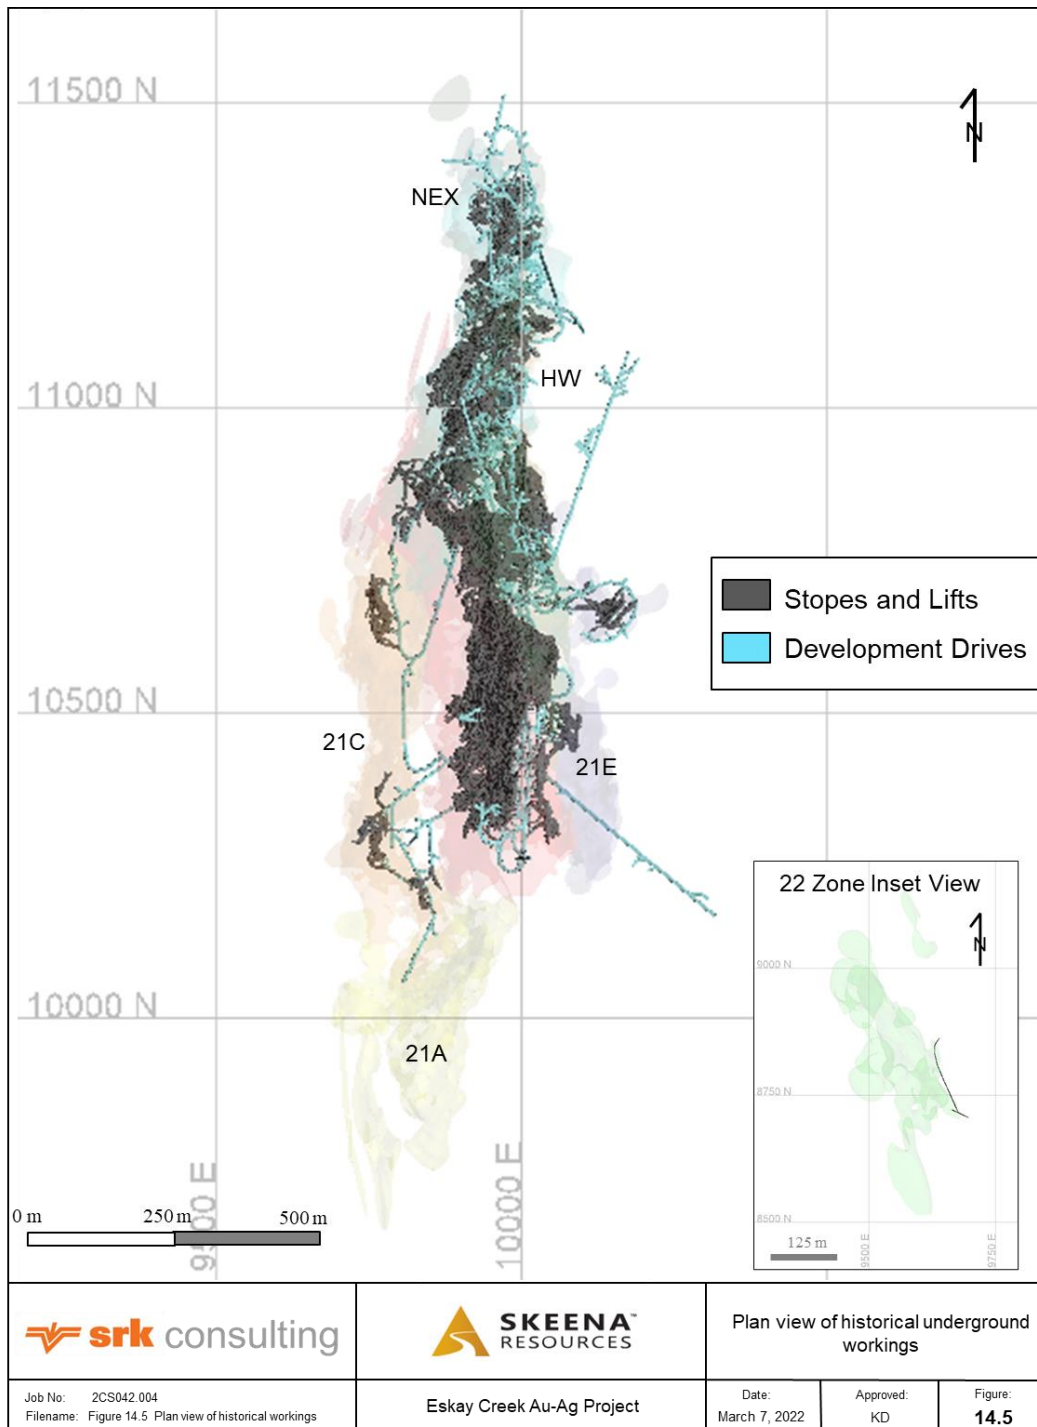 11500 N
N
NEX
HW
11000 N
Stopes and Lifts
Development Drives
10500 N
21C
21E
22 Zone Inset View
N
9000 N
8750 N
8500 N
9500 E
9750 E
125 m
10000 N
21A
9500 E
10000 E
0 m 250 m 500 m
srk consulting
SKEENA™
RESOURCES
Plan view of historical underground
workings
Job No: 2CS042.004
Filename: Figure 14.5 Plan view of historical workings
Eskay Creek Au-Ag Project
Date:
March 7, 2022
Approved:
KD
Figure:
14.5